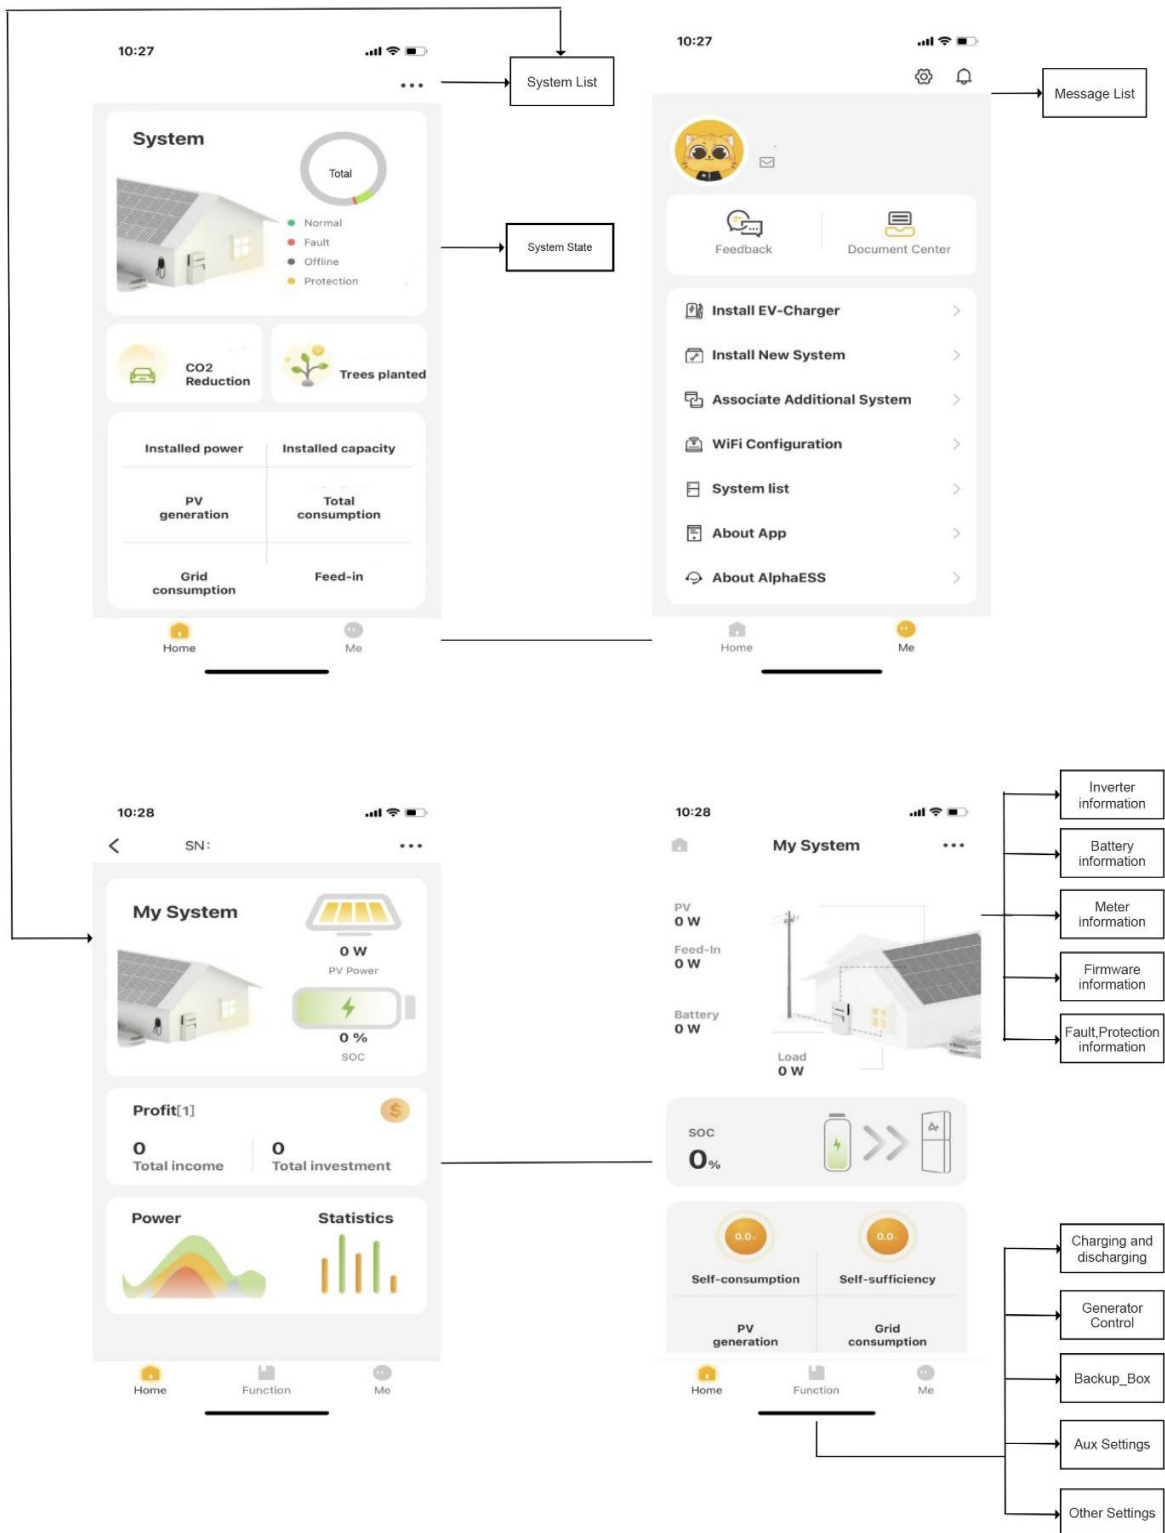 10:27
System List
System
Total
Normal
Fault
Offline
Protection
System State
CO2
Reduction
Trees planted
Installed power
Installed capacity
PV
generation
Total
consumption
Grid
consumption
Feed-in
Home
Me
10:27
Message List
Feedback
Document Center
Install EV-Charger
Install New System
Associate Additional System
WiFi Configuration
System list
About App
About AlphaESS
Home
Me
10:28
SN:
My System
0 W
PV Power
0 %
SOC
Profit[1]
0
Total income
0
Total investment
Power
Statistics
Home
Function
Me
10:28
My System
PV
0 W
Feed-In
0 W
Battery
0 W
Load
0 W
SOC
0%
0.0
Self-consumption
0.0
Self-sufficiency
PV
generation
Grid
consumption
Home
Function
Me
Inverter
information
Battery
information
Meter
information
Firmware
information
Fault,Protection
information
Charging and
discharging
Generator
Control
Backup_Box
Aux Settings
Other Settings